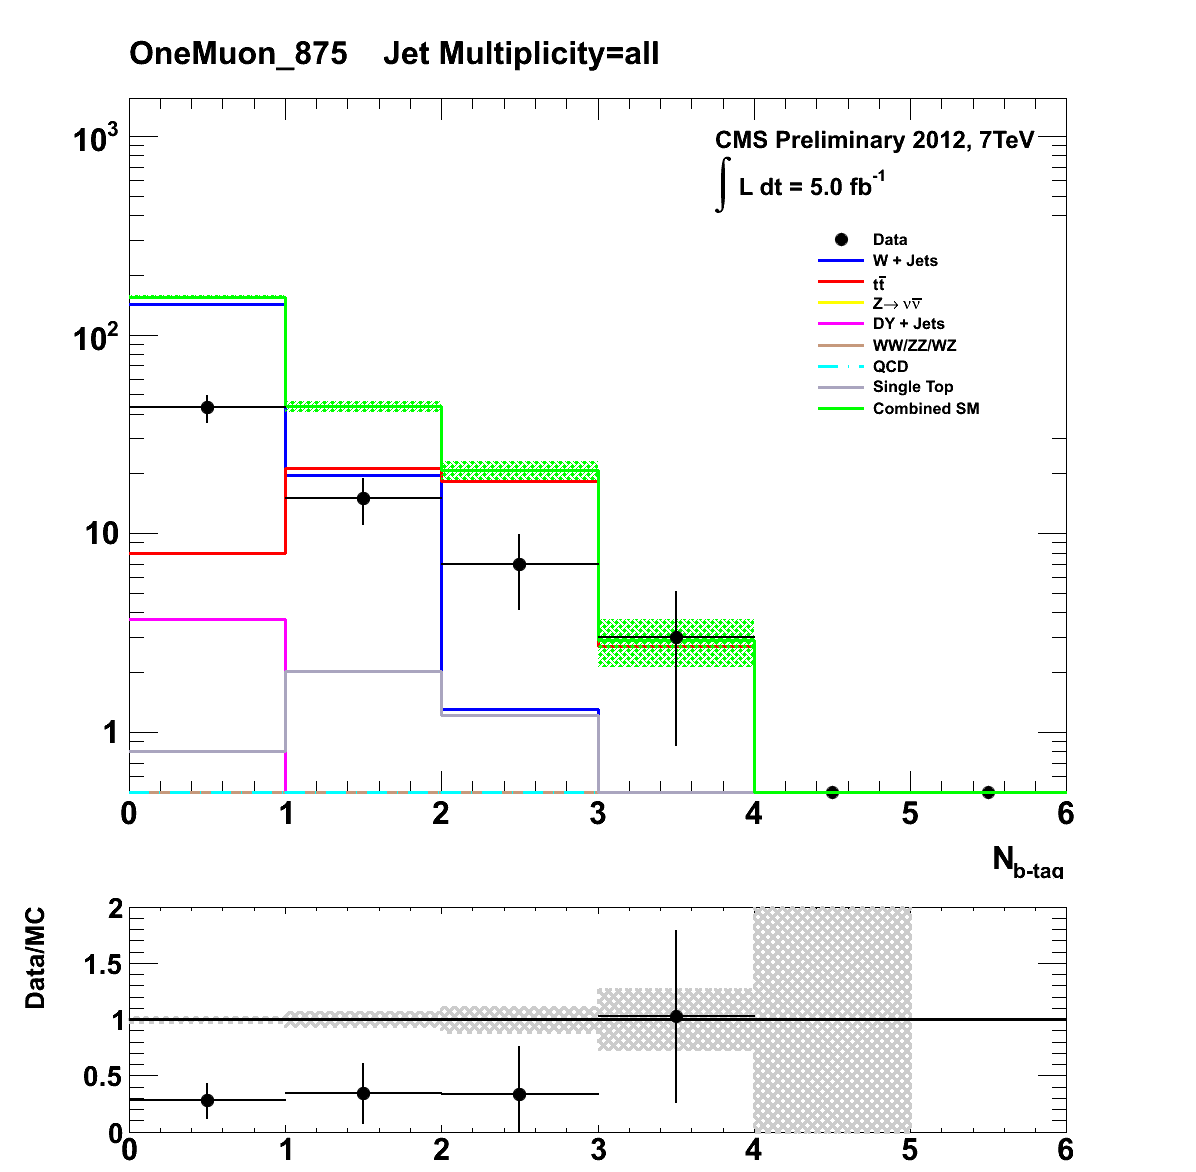 OneMuon_875 Jet Multiplicity=all
10³
CMS Preliminary 2012, 7TeV
∫ L dt = 5.0 fb⁻¹
Data
W + Jets
tt̅
Z→ νν̅
DY + Jets
WW/ZZ/WZ
QCD
Single Top
Combined SM
10²
10
1
0 1 2 3 4 5 6
N_b-tag
Data/MC
2
1.5
1
0.5
0
0 1 2 3 4 5 6